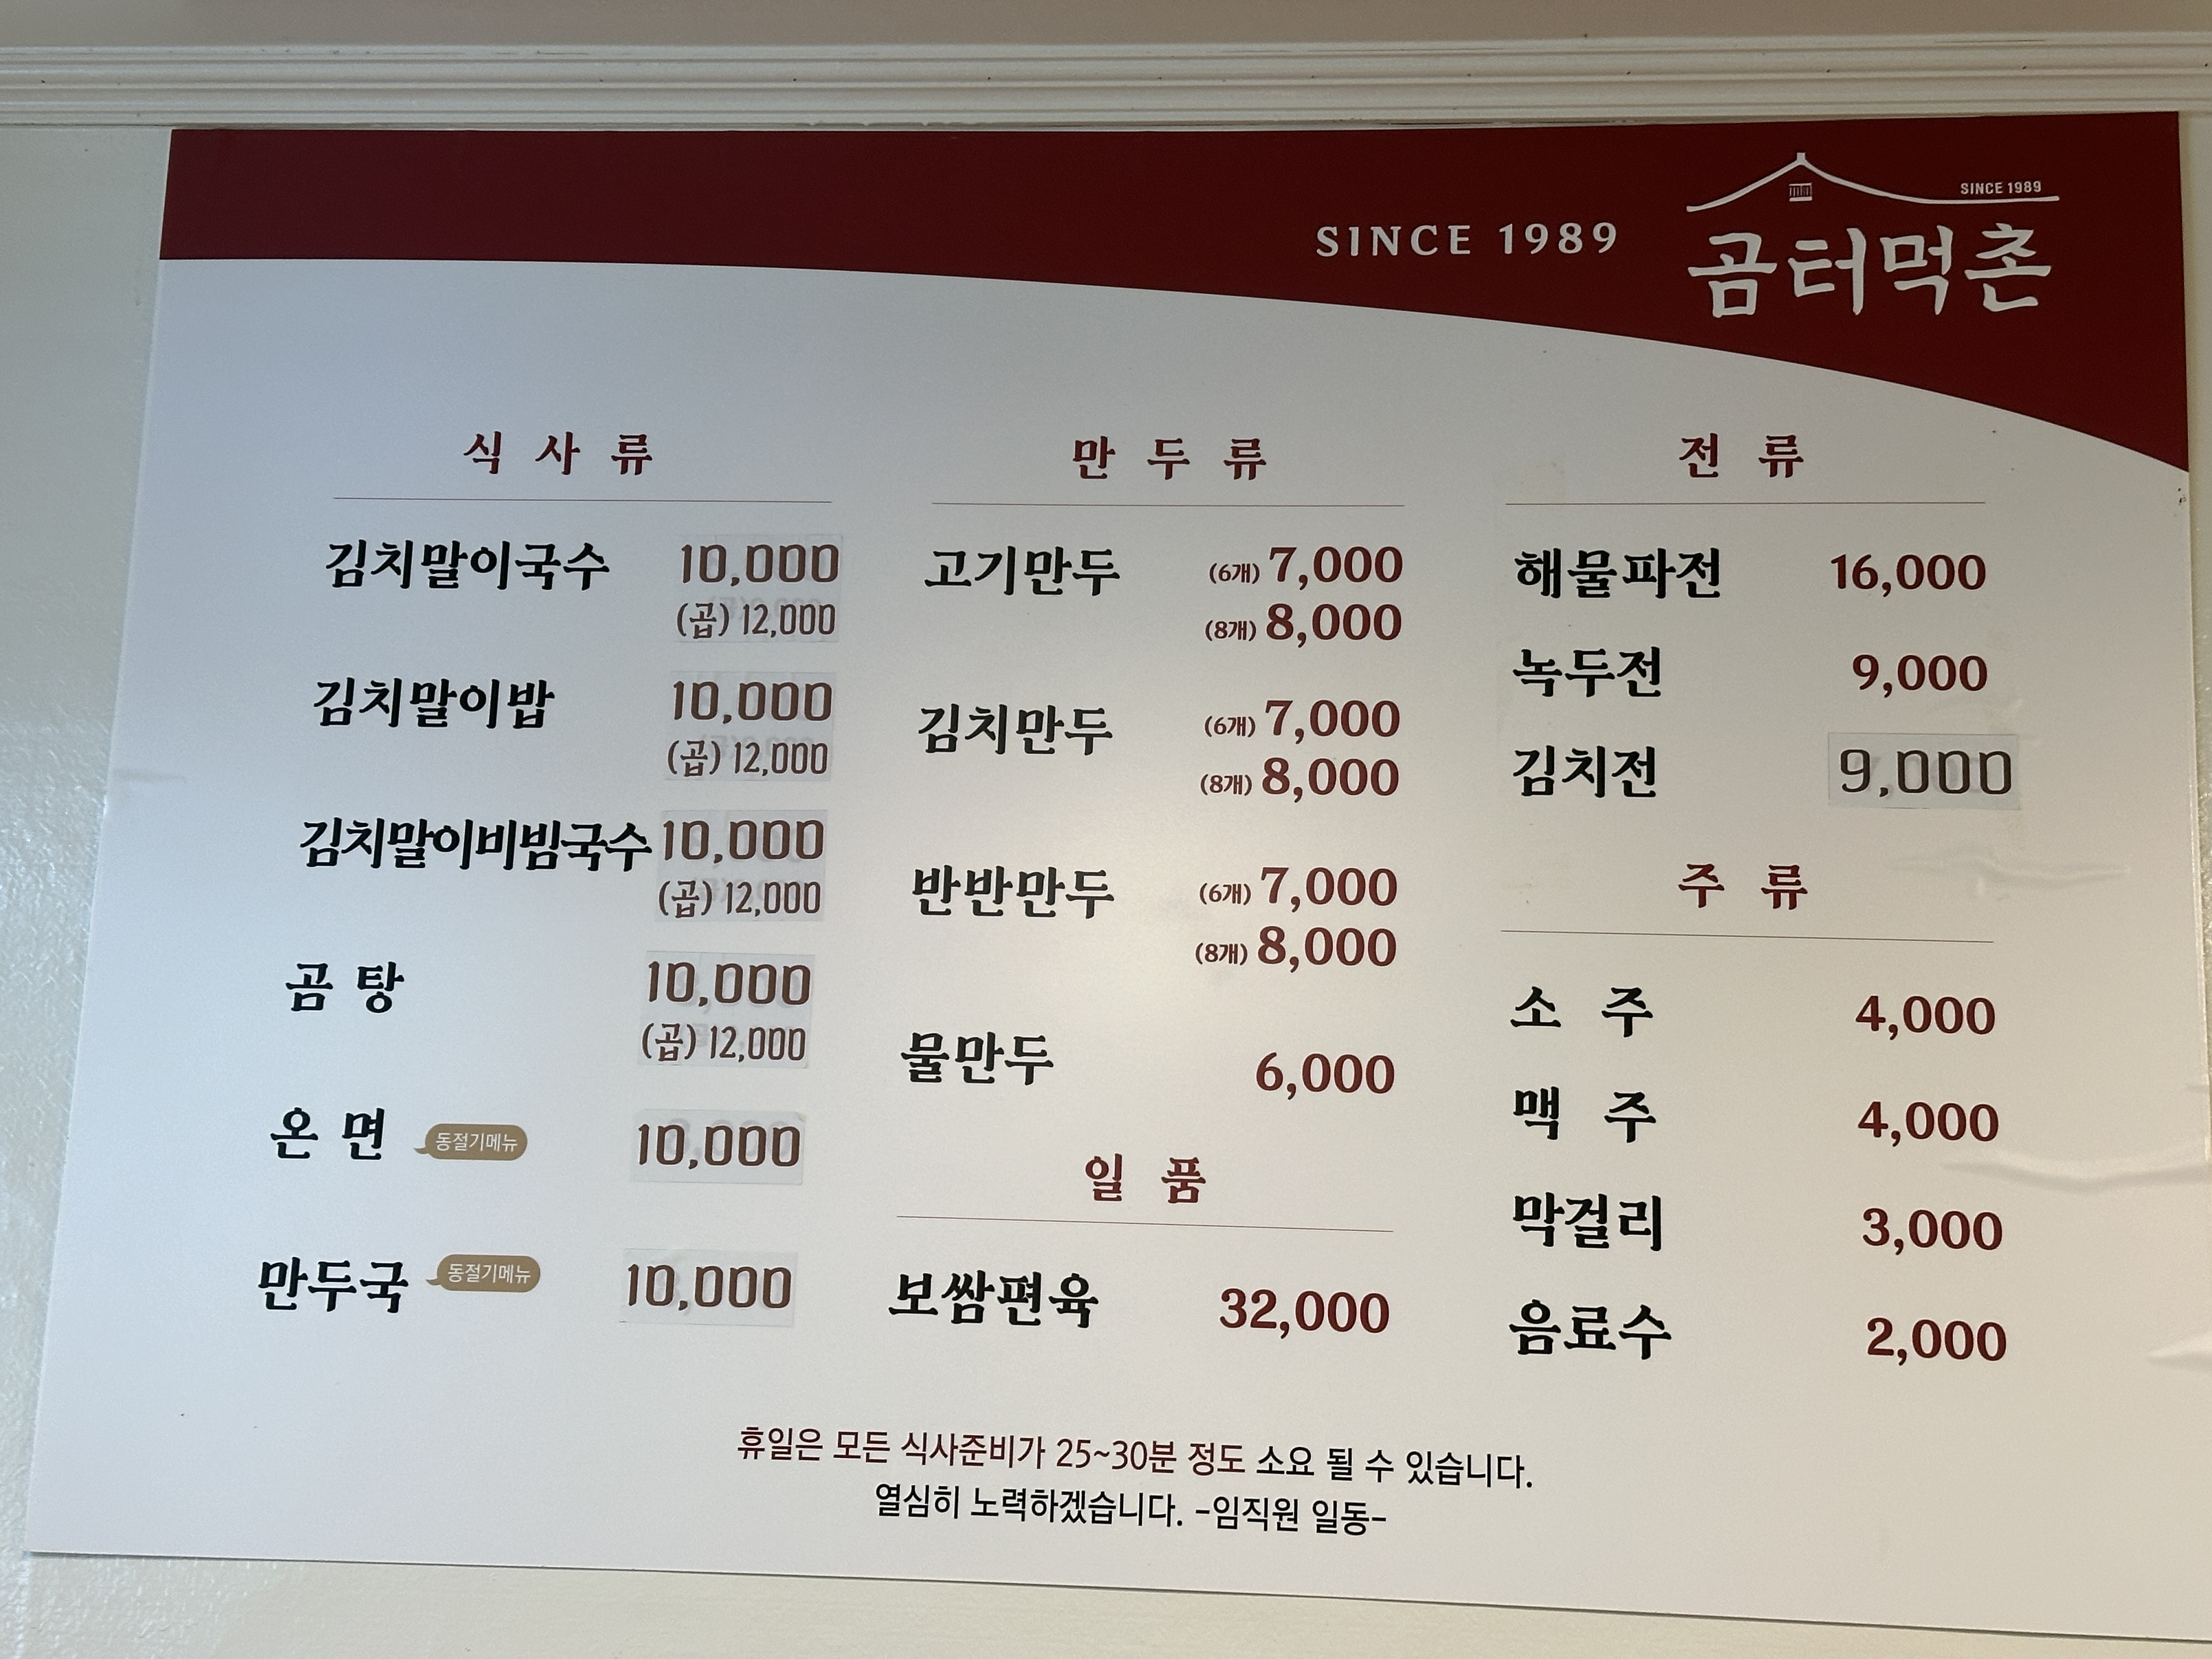 SINCE 1989
SINCE 1989
곰터먹촌
식사류
김치말이국수 10,000
(곱) 12,000
김치말이밥 10,000
(곱) 12,000
김치말이비빔국수 10,000
(곱) 12,000
곰탕 10,000
(곱) 12,000
온면 동절기메뉴 10,000
만두국 동절기메뉴 10,000
만두류
고기만두 (6개) 7,000
(8개) 8,000
김치만두 (6개) 7,000
(8개) 8,000
반반만두 (6개) 7,000
(8개) 8,000
물만두 6,000
일품
보쌈편육 32,000
전류
해물파전 16,000
녹두전 9,000
김치전 9,000
주류
소주 4,000
맥주 4,000
막걸리 3,000
음료수 2,000
휴일은 모든 식사준비가 25~30분 정도 소요 될 수 있습니다.
열심히 노력하겠습니다. -임직원 일동-